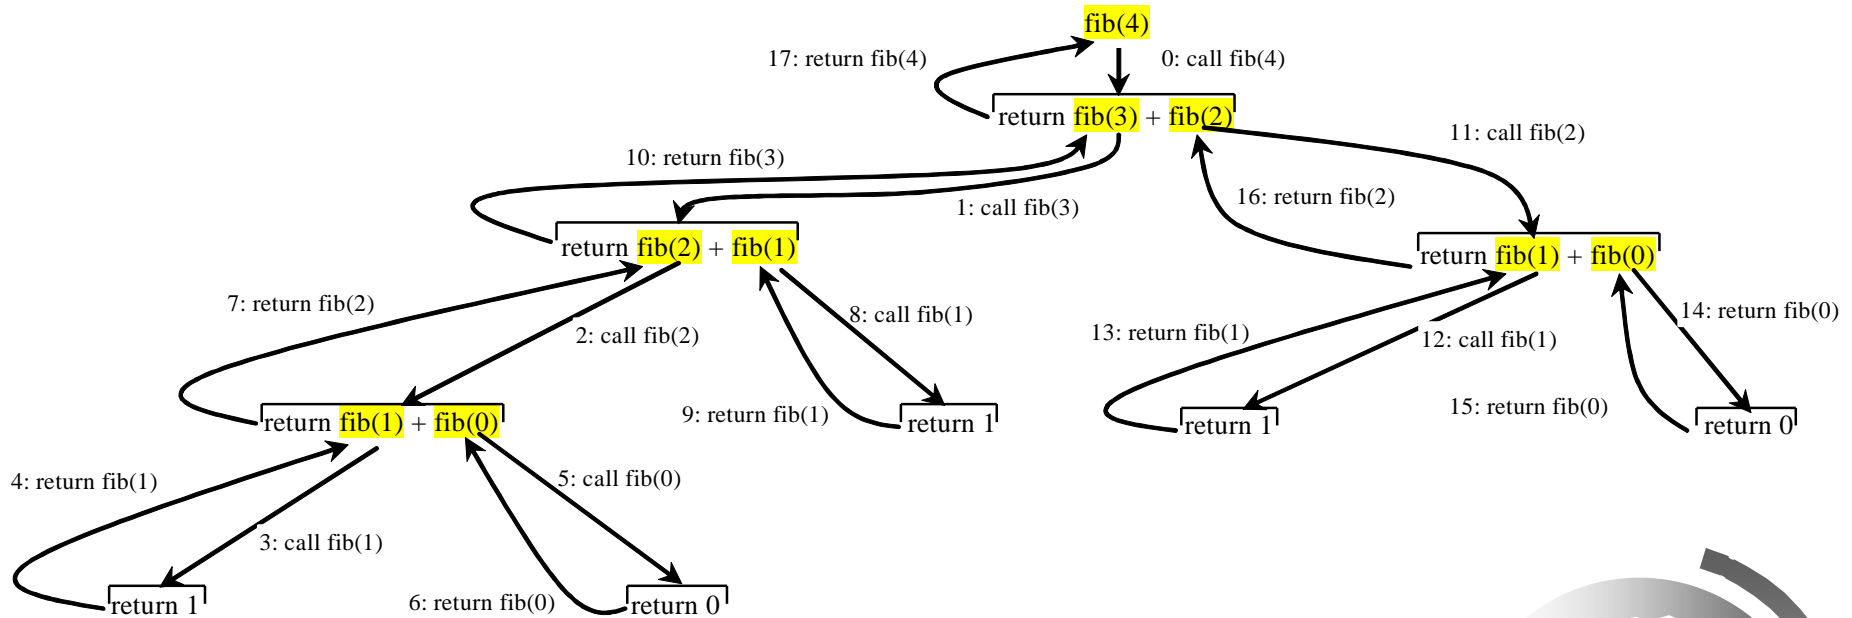 fib(4)
17: return fib(4)
0: call fib(4)
return fib(3) + fib(2)
11: call fib(2)
10: return fib(3)
16: return fib(2)
1: call fib(3)
return fib(2) + fib(1)
return fib(1) + fib(0)
7: return fib(2)
8: call fib(1)
14: return fib(0)
2: call fib(2)
13: return fib(1)
12: call fib(1)
return fib(1) + fib(0)
9: return fib(1)
return 1
return 1
15: return fib(0)
return 0
4: return fib(1)
5: call fib(0)
3: call fib(1)
return 1
6: return fib(0)
return 0